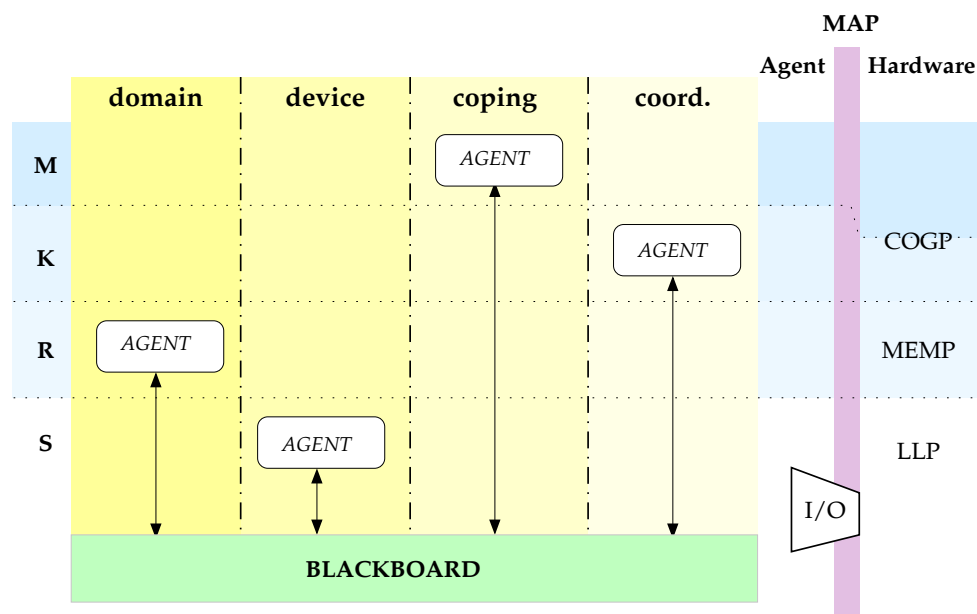 MAP
Agent Hardware
domain device coping coord.
M AGENT
K AGENT COGP
R AGENT MEMP
S AGENT LLP
I/O
BLACKBOARD